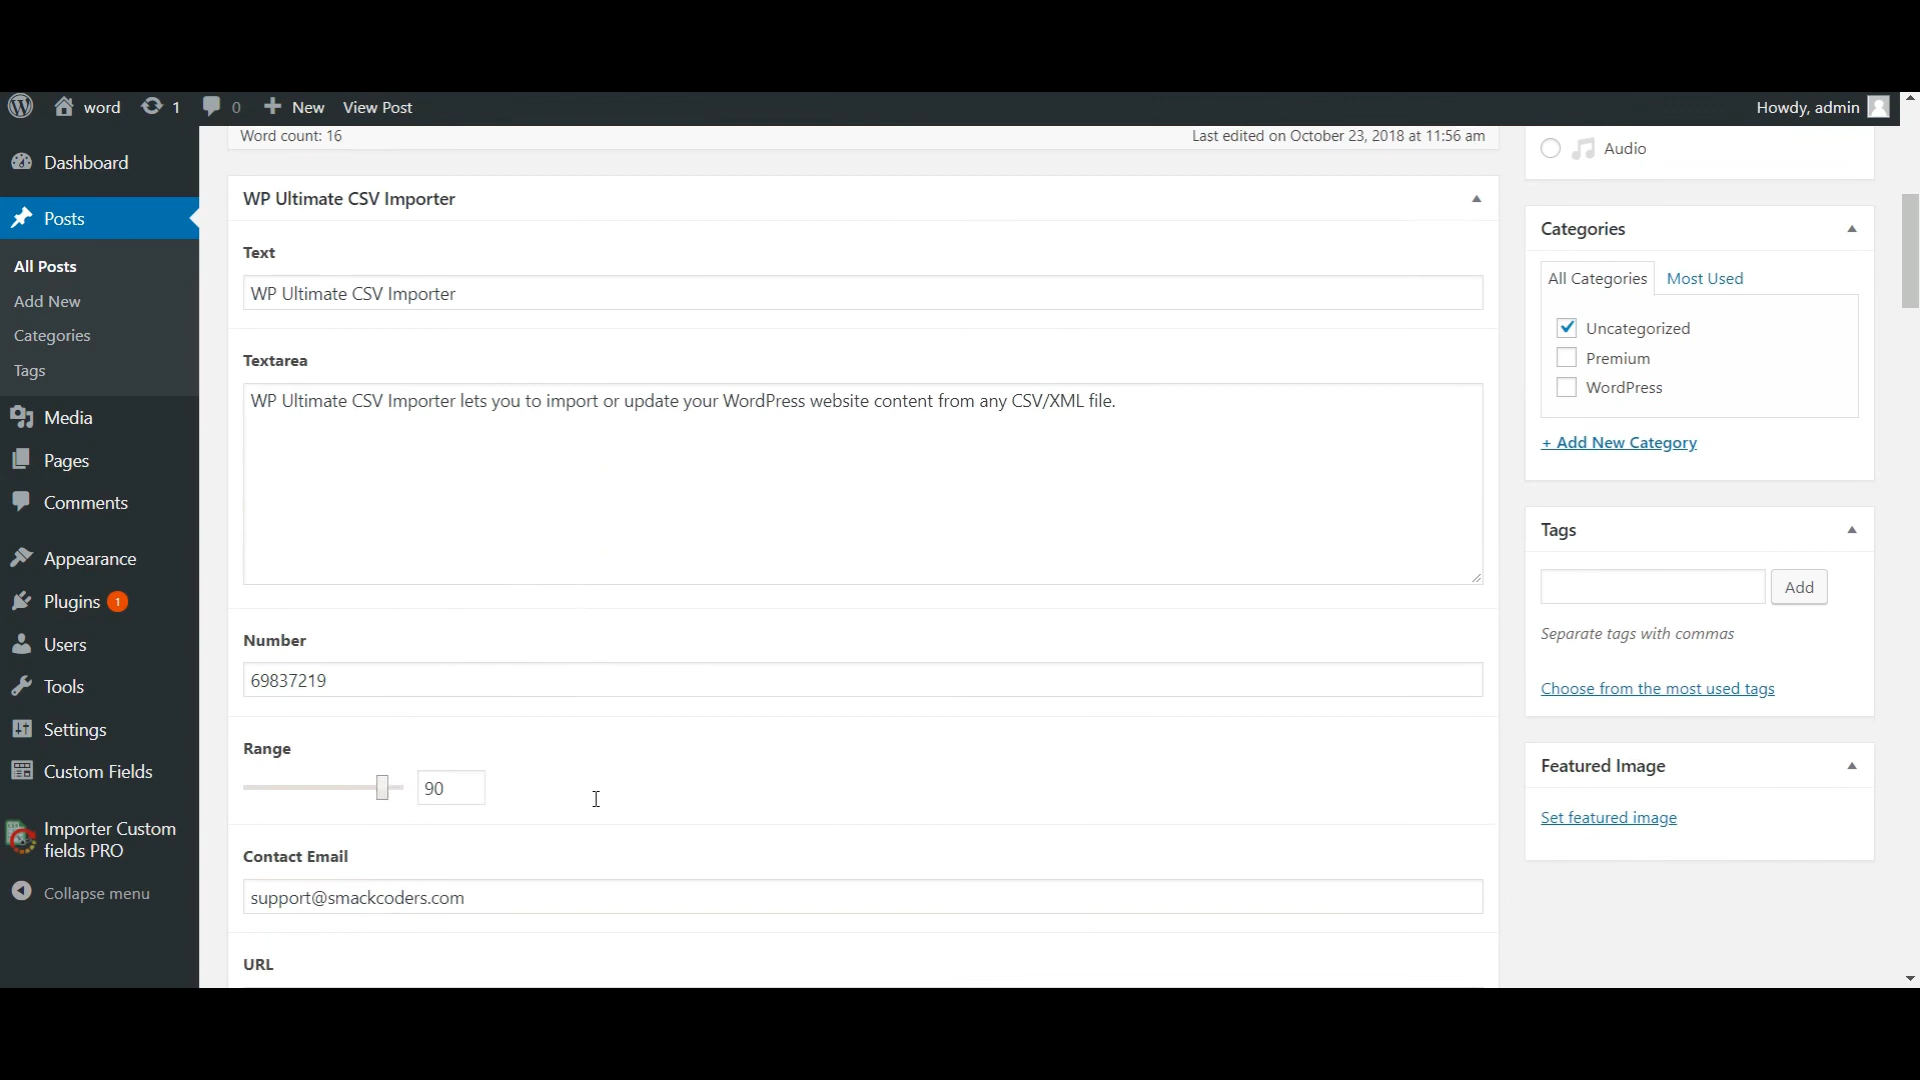 word 1 0 New View Post Howdy, admin
Word count: 16 Last edited on October 23, 2018 at 11:56 am
Dashboard
Posts
All Posts
Add New
Categories
Tags
Media
Pages
Comments
Appearance
Plugins 1
Users
Tools
Settings
Custom Fields
Importer Custom
fields PRO
Collapse menu
WP Ultimate CSV Importer
Text
WP Ultimate CSV Importer
Textarea
WP Ultimate CSV Importer lets you to import or update your WordPress website content from any CSV/XML file.
Number
69837219
Range
90
Contact Email
support@smackcoders.com
URL
Audio
Categories
All Categories Most Used
Uncategorized
Premium
WordPress
+ Add New Category
Tags
Add
Separate tags with commas
Choose from the most used tags
Featured Image
Set featured image